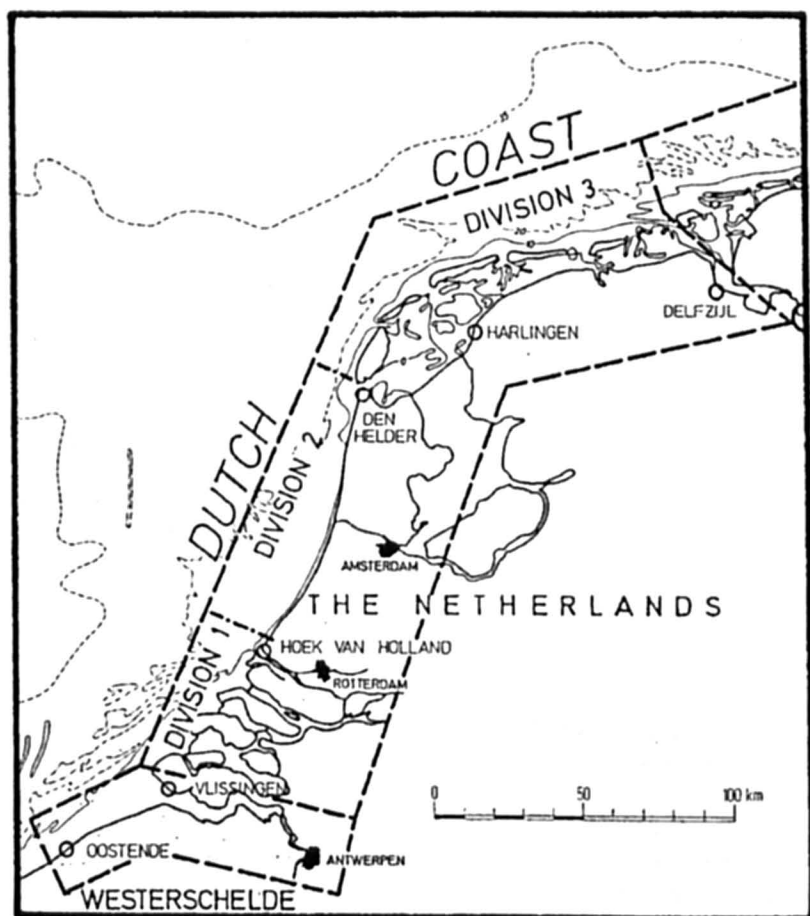 COAST
DIVISION 3
DELFZIJL
HARLINGEN
DEN
HELDER
DUTCH
DIVISION 2
AMSTERDAM
THE NETHERLANDS
HOEK VAN HOLLAND
ROTTERDAM
DIVISION 1
VLISSINGEN
0 50 100 km
OOSTENDE
ANTWERPEN
WESTERSCHELDE